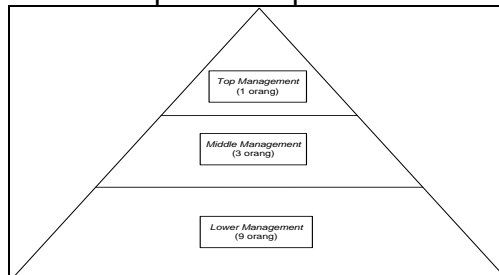 Top Management
(1 orang)
Middle Management
(3 orang)
Lower Management
(9 orang)